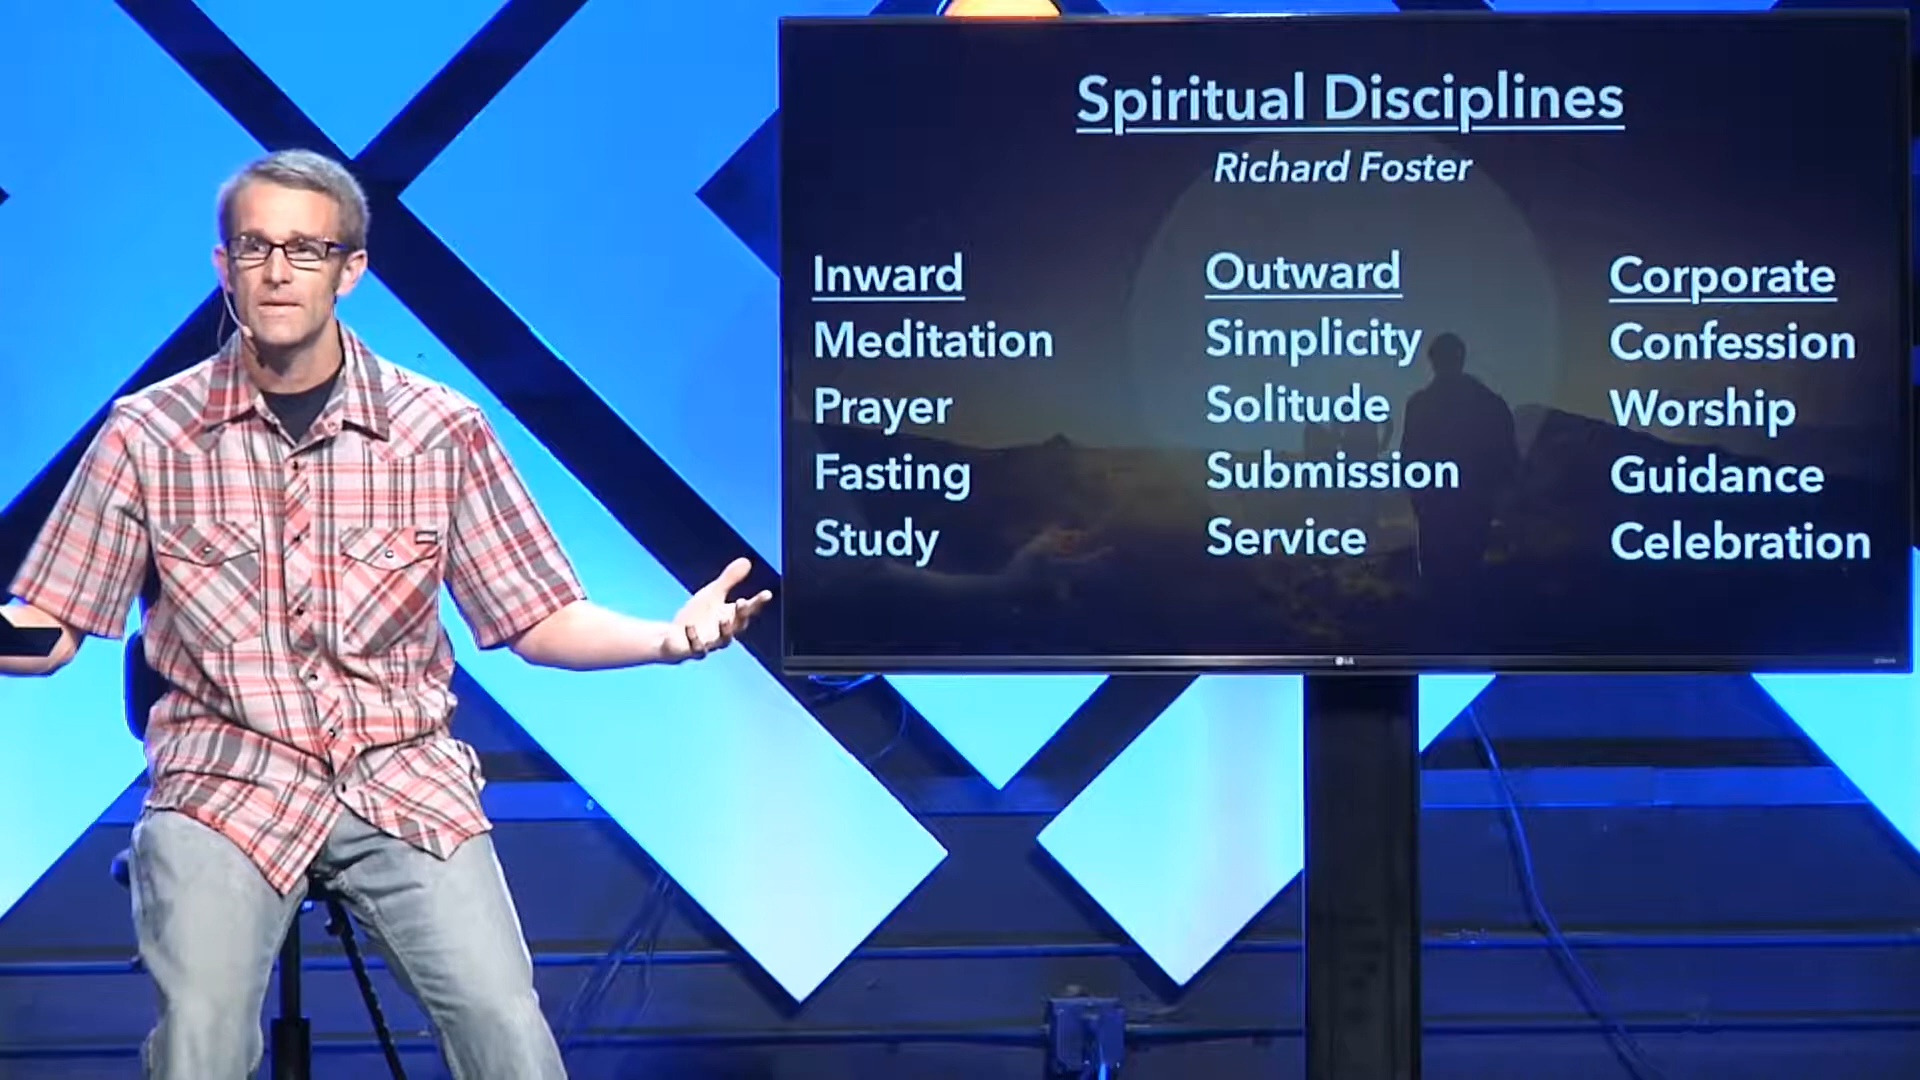 Spiritual Disciplines
Richard Foster
Inward
Meditation
Prayer
Fasting
Study
Outward
Simplicity
Solitude
Submission
Service
Corporate
Confession
Worship
Guidance
Celebration
LG